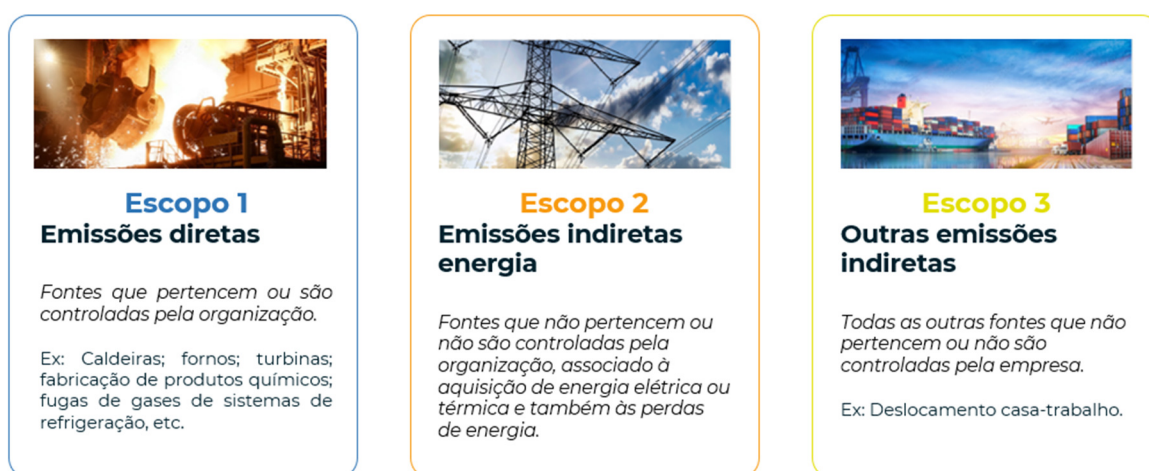 Escopo 1
Emissões diretas
Fontes que pertencem ou são
controladas pela organização.
Ex: Caldeiras; fornos; turbinas;
fabricação de produtos químicos;
fugas de gases de sistemas de
refrigeração, etc.
Escopo 2
Emissões indiretas
energia
Fontes que não pertencem ou
não são controladas pela
organização, associado à
aquisição de energia elétrica ou
térmica e também às perdas
de energia.
Escopo 3
Outras emissões
indiretas
Todas as outras fontes que não
pertencem ou não são
controladas pela empresa.
Ex: Deslocamento casa-trabalho.